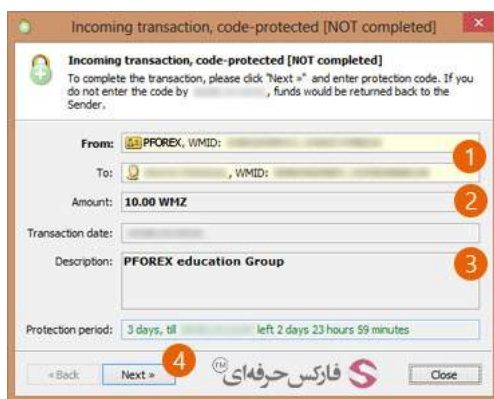 Incoming transaction, code-protected [NOT completed]
Incoming transaction, code-protected [NOT completed]
To complete the transaction, please click "Next »" and enter protection code. If you
do not enter the code by , funds would be returned back to the
Sender.
From: PFOREX, WMID:
1
To: , WMID:
Amount: 10.00 WMZ
2
Transaction date:
Description: PFOREX education Group
3
Protection period: 3 days, till left 2 days 23 hours 59 minutes
4
« Back Next » فارکس حرفه‌ای TM Close